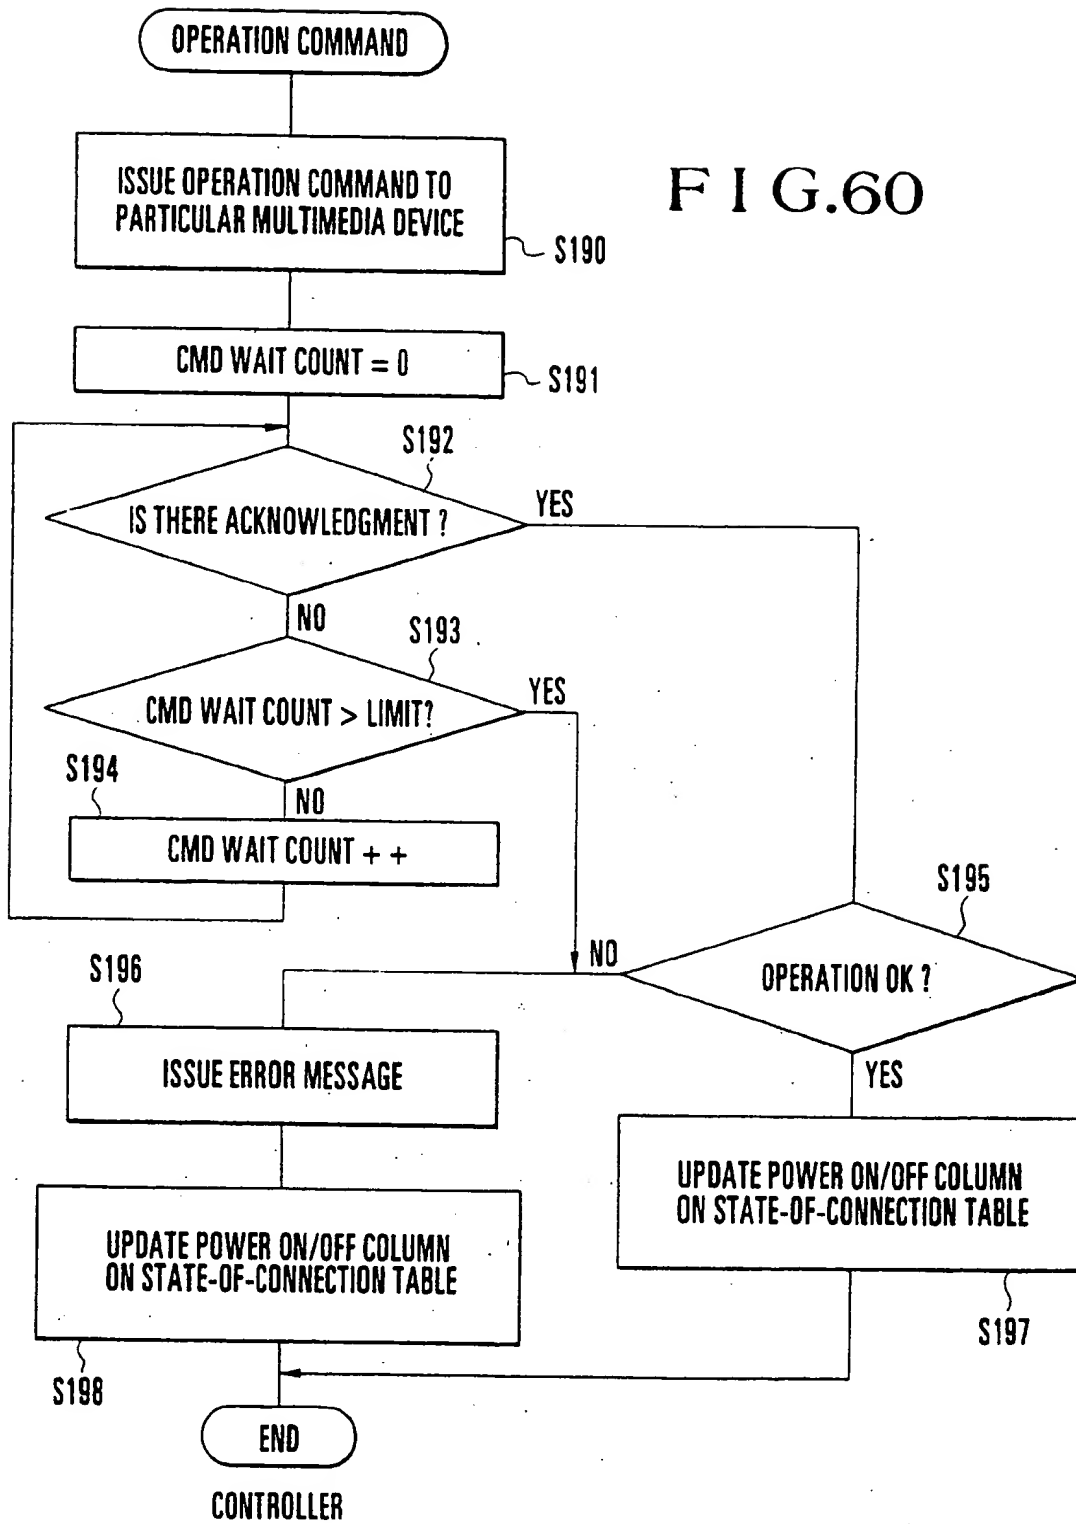 OPERATION COMMAND
ISSUE OPERATION COMMAND TO
PARTICULAR MULTIMEDIA DEVICE
S190
F I G.60
CMD WAIT COUNT = 0
S191
S192
IS THERE ACKNOWLEDGMENT ?
YES
NO
S193
CMD WAIT COUNT > LIMIT?
YES
NO
S194
CMD WAIT COUNT + +
S195
OPERATION OK ?
NO
YES
S196
ISSUE ERROR MESSAGE
UPDATE POWER ON/OFF COLUMN
ON STATE-OF-CONNECTION TABLE
S197
UPDATE POWER ON/OFF COLUMN
ON STATE-OF-CONNECTION TABLE
S198
END
CONTROLLER